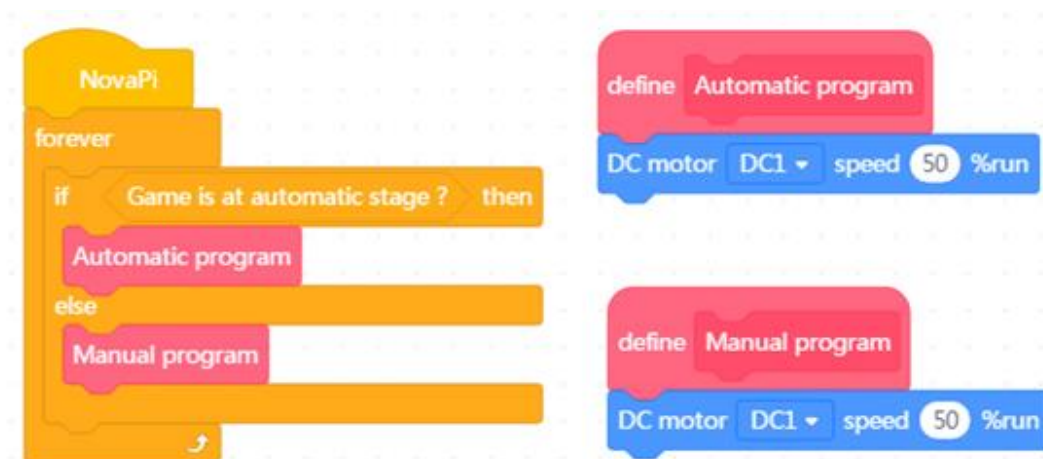 NovaPi
forever
if Game is at automatic stage ? then
Automatic program
else
Manual program
define Automatic program
DC motor DC1 speed 50 %run
define Manual program
DC motor DC1 speed 50 %run